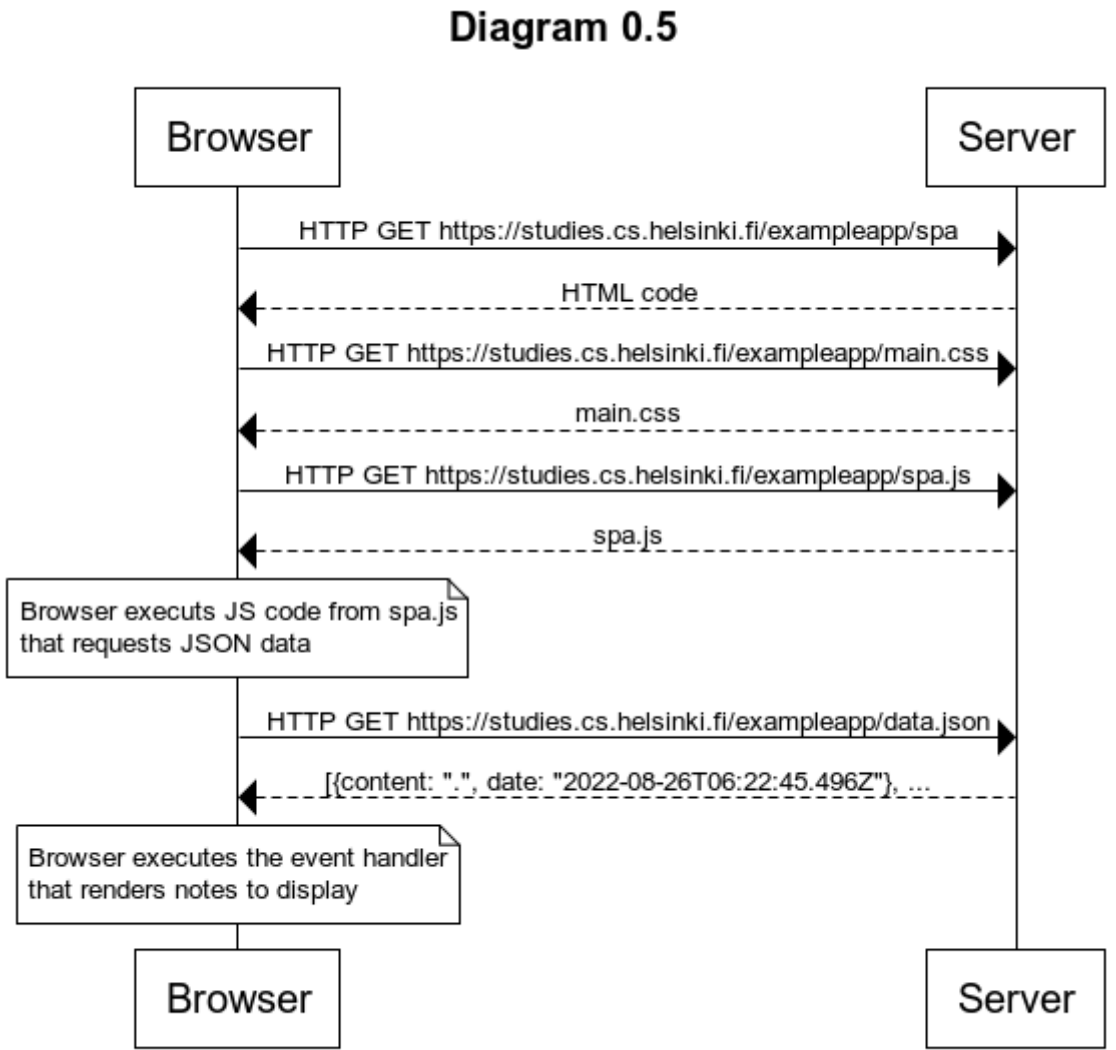 Diagram 0.5
Browser
Server
HTTP GET https://studies.cs.helsinki.fi/exampleapp/spa
HTML code
HTTP GET https://studies.cs.helsinki.fi/exampleapp/main.css
main.css
HTTP GET https://studies.cs.helsinki.fi/exampleapp/spa.js
spa.js
Browser executs JS code from spa.js
that requests JSON data
HTTP GET https://studies.cs.helsinki.fi/exampleapp/data.json
[{content: ".", date: "2022-08-26T06:22:45.496Z"}, ...
Browser executes the event handler
that renders notes to display
Browser
Server